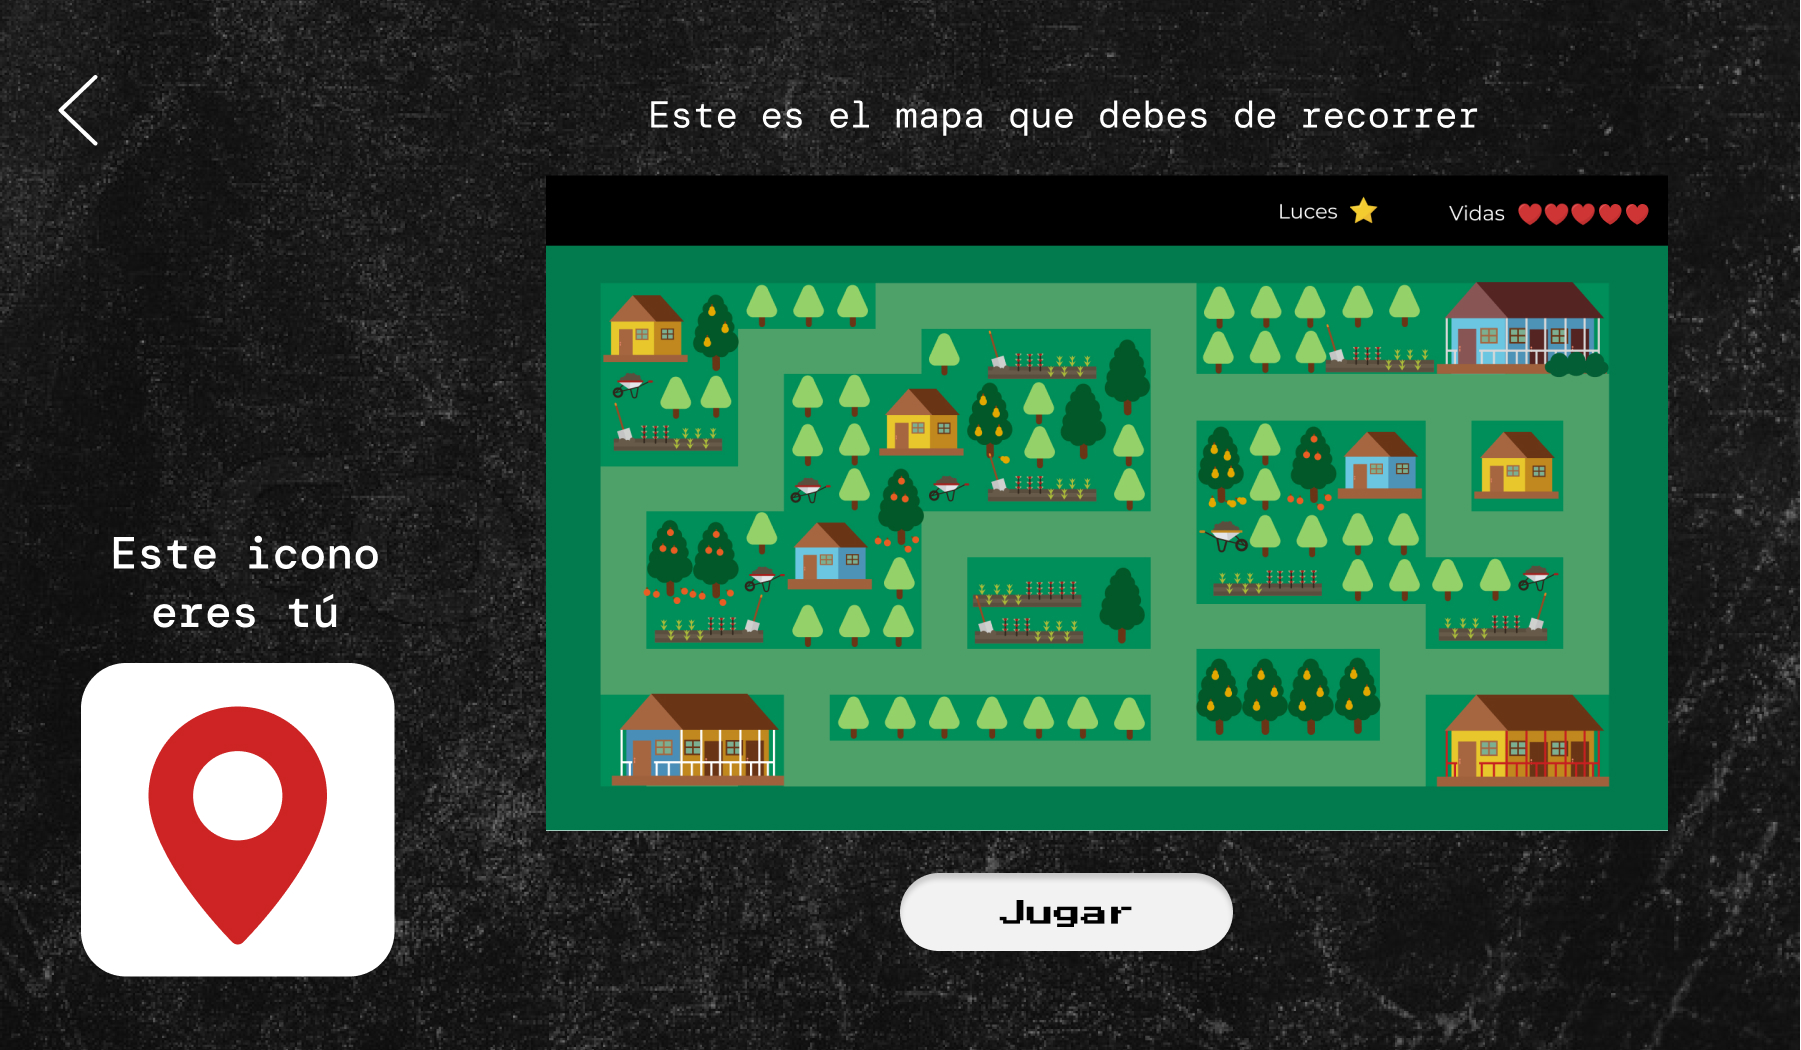 Este es el mapa que debes de recorrer
Luces Vidas
Este icono
eres tú
Jugar